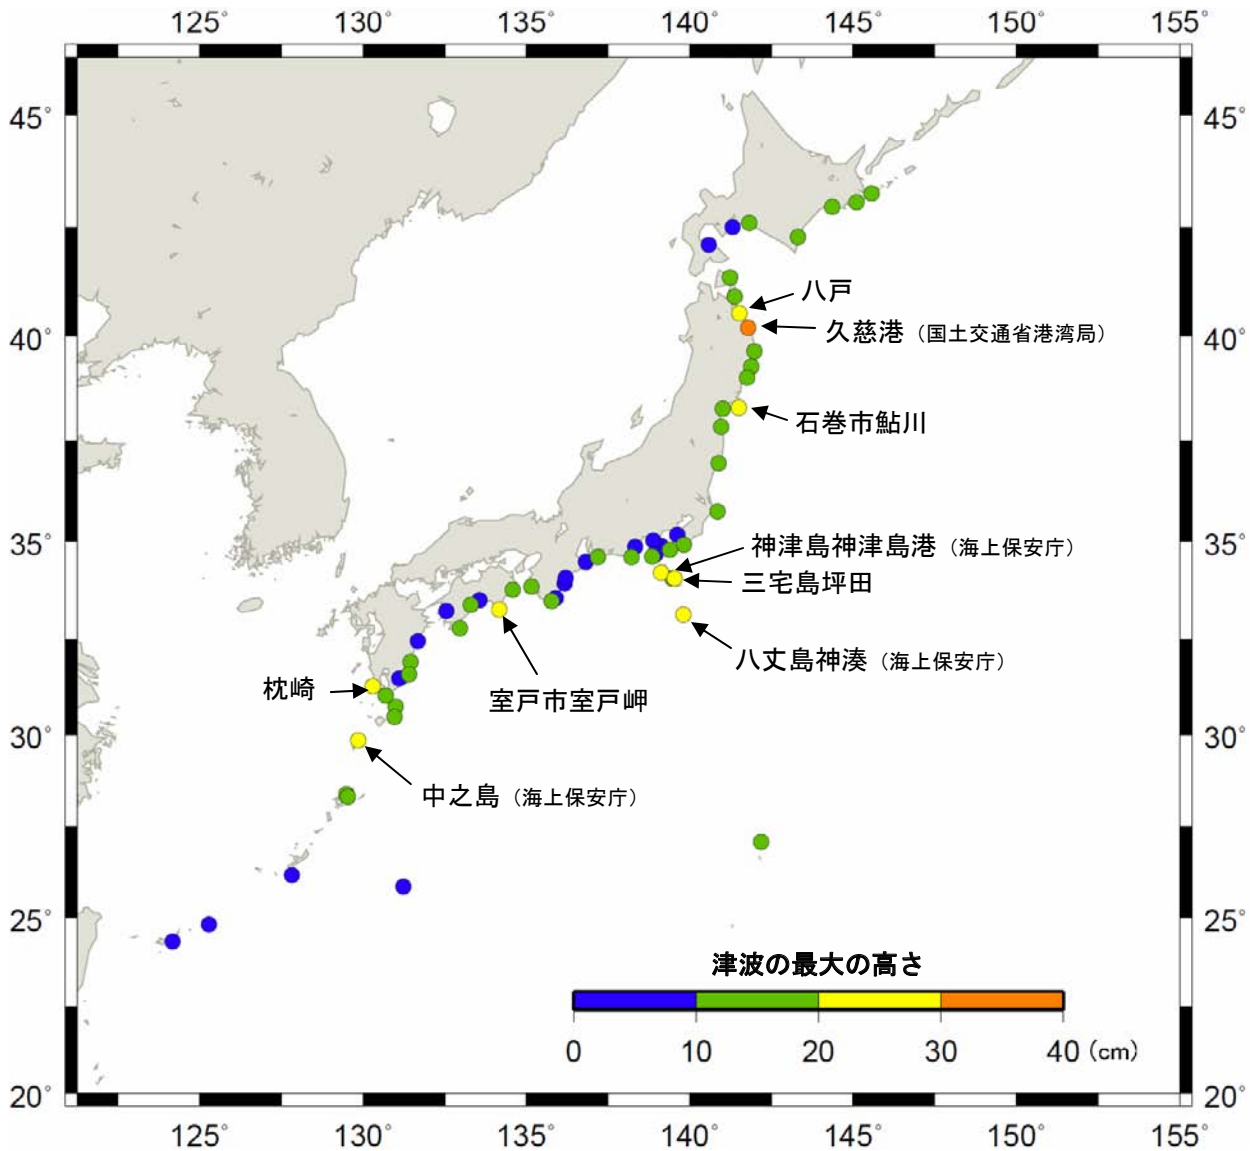 125° 130° 135° 140° 145° 150° 155°
45° 45°
八戸
久慈港（国土交通省港湾局）
40° 40°
石巻市鮎川
35° 35°
神津島神津島港（海上保安庁）
三宅島坪田
八丈島神湊（海上保安庁）
枕崎
室戸市室戸岬
30° 30°
中之島（海上保安庁）
25° 25°
津波の最大の高さ
0 10 20 30 40 (cm)
20° 20°
125° 130° 135° 140° 145° 150° 155°